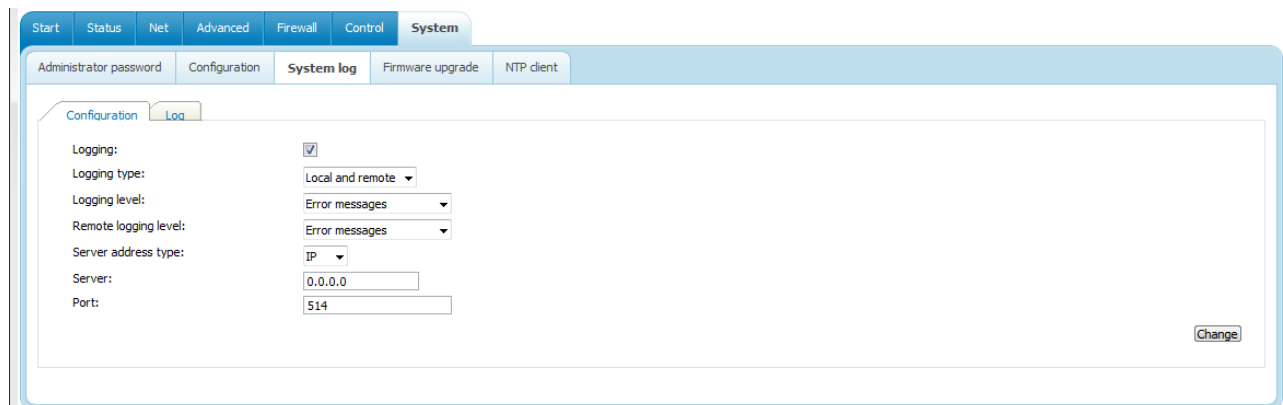 Start Status Net Advanced Firewall Control System
Administrator password Configuration System log Firmware upgrade NTP client
Configuration Log
Logging:
Logging type: Local and remote
Logging level: Error messages
Remote logging level: Error messages
Server address type: IP
Server: 0.0.0.0
Port: 514
Change